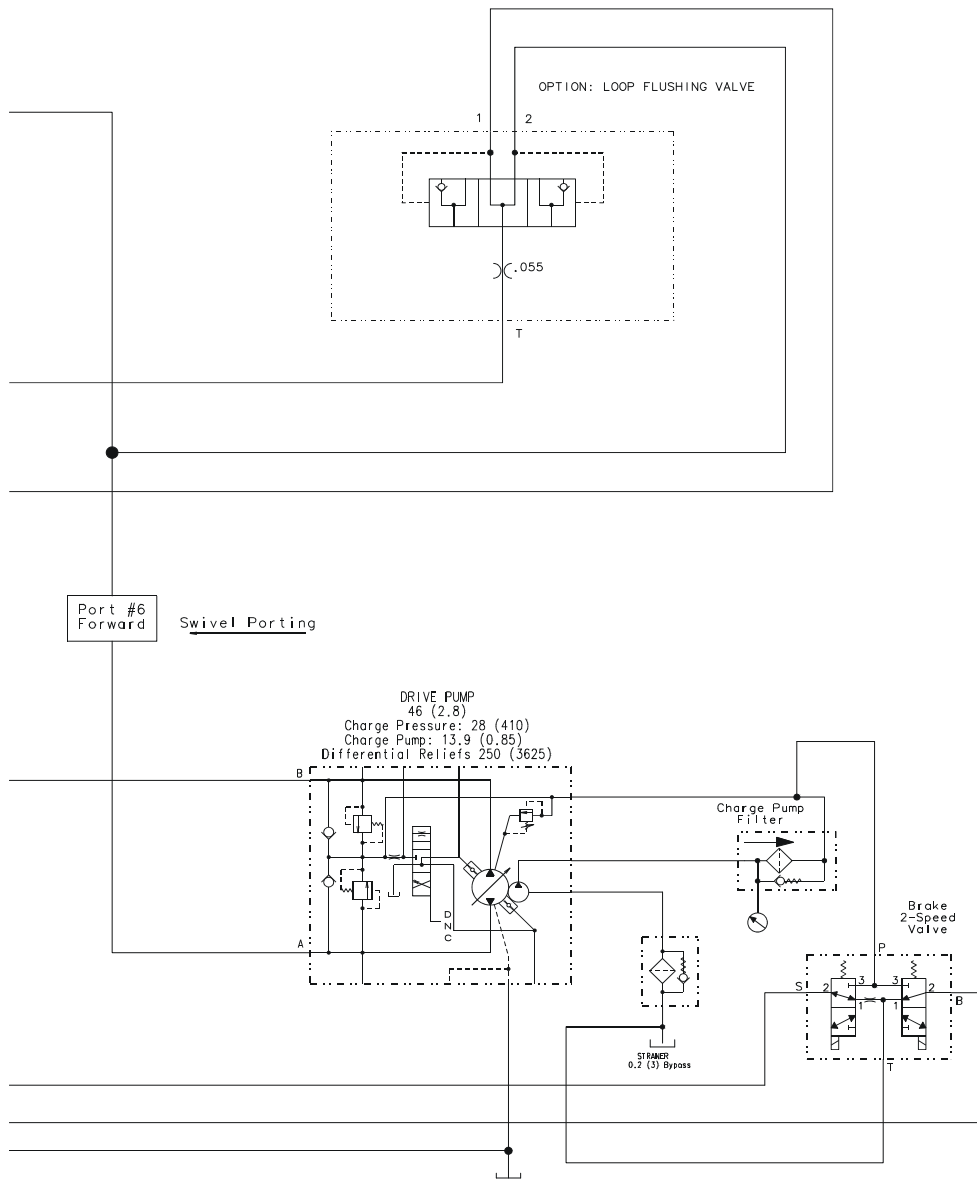 OPTION: LOOP FLUSHING VALVE
1 2
.055
T
Port #6
Forward
Swivel Porting
DRIVE PUMP
46 (2.8)
Charge Pressure: 28 (410)
Charge Pump: 13.9 (0.85)
Differential Reliefs 250 (3625)
B
A
D
N
C
Charge Pump
Filter
Brake
2-Speed
Valve
P
S 2 3 3 2 B
1 1
T
STRAINER
0.2 (3) Bypass